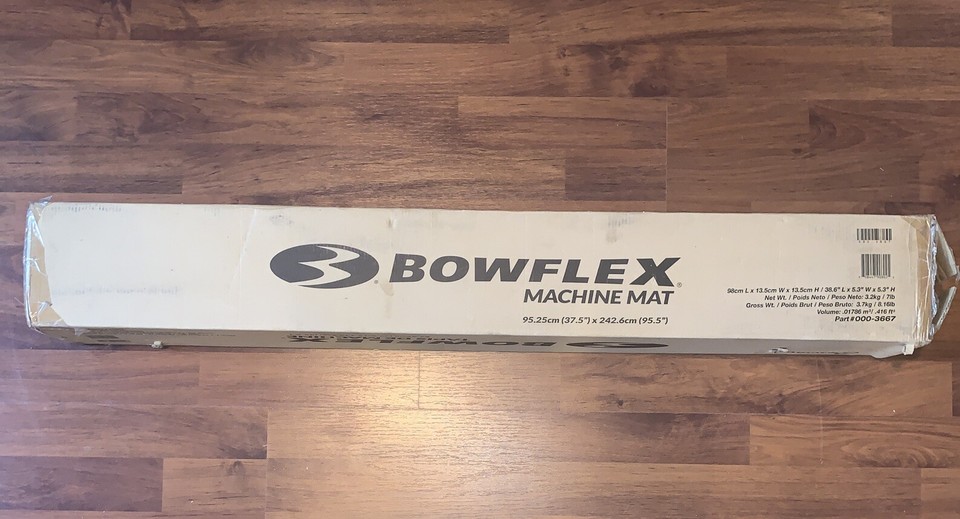 BOWFLEX®
MACHINE MAT
95.25cm (37.5") x 242.6cm (95.5")
98cm L x 13.5cm W x 13.5cm H / 38.6" L x 5.3" W x 5.3" H
Net Wt. / Poids Neto / Peso Neto: 3.2kg / 7lb
Gross Wt. / Poids Brut / Peso Bruto: 3.7kg / 8.16lb
Volume: .01786 m³/ .416 ft³
Part #000-3667
BOWFLEX